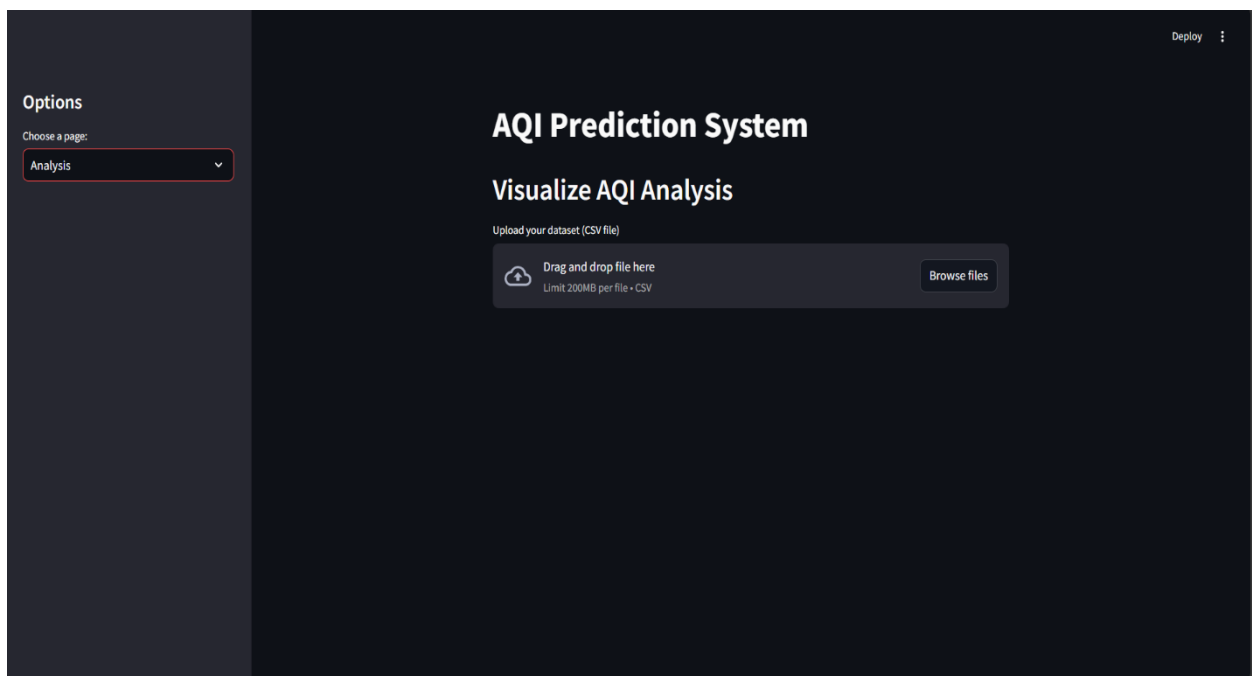 Deploy
Options
Choose a page:
Analysis
AQI Prediction System
Visualize AQI Analysis
Upload your dataset (CSV file)
Drag and drop file here
Limit 200MB per file • CSV
Browse files